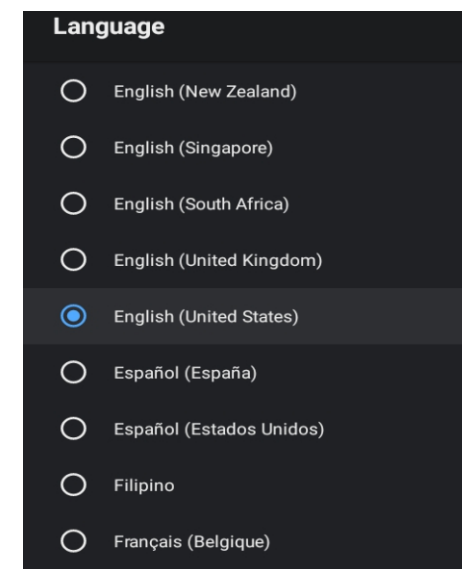 Language
English (New Zealand)
English (Singapore)
English (South Africa)
English (United Kingdom)
English (United States)
Español (España)
Español (Estados Unidos)
Filipino
Français (Belgique)